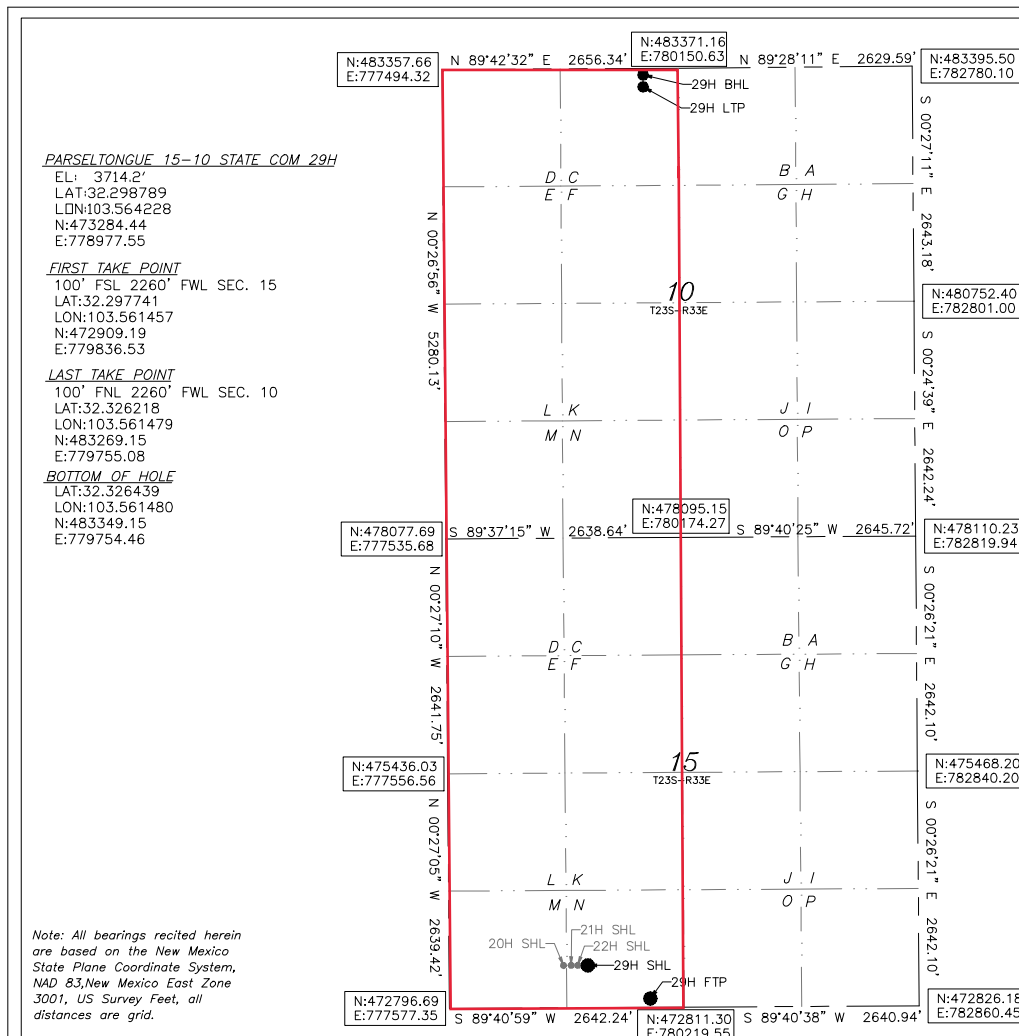 N:483357.66
E:777494.32
N 89°42'32" E 2656.34'
N:483371.16
E:780150.63
N 89°28'11" E 2629.59'
N:483395.50
E:782780.10
29H BHL
29H LTP
S 00°27'11" E 2643.18'
PARSELTONGUE 15-10 STATE COM 29H
EL: 3714.2'
LAT:32.298789
LON:103.564228
N:473284.44
E:778977.55
FIRST TAKE POINT
100' FSL 2260' FWL SEC. 15
LAT:32.297741
LON:103.561457
N:472909.19
E:779836.53
LAST TAKE POINT
100' FNL 2260' FWL SEC. 10
LAT:32.326218
LON:103.561479
N:483269.15
E:779755.08
BOTTOM OF HOLE
LAT:32.326439
LON:103.561480
N:483349.15
E:779754.46
D C
E F
B A
G H
N 00°26'56" W 5280.13'
10
T23S-R33E
N:480752.40
E:782801.00
S 00°24'39" E 2642.24'
L K
M N
J I
O P
N:478077.69
E:777535.68
S 89°37'15" W 2638.64'
N:478095.15
E:780174.27
S 89°40'25" W 2645.72'
N:478110.23
E:782819.94
N 00°27'10" W 2641.75'
S 00°26'21" E 2642.10'
D C
E F
B A
G H
N:475436.03
E:777556.56
15
T23S-R33E
N:475468.20
E:782840.20
N 00°27'05" W 2639.42'
S 00°26'21" E 2642.10'
L K
M N
J I
O P
21H SHL
20H SHL
22H SHL
29H SHL
29H FTP
Note: All bearings recited herein
are based on the New Mexico
State Plane Coordinate System,
NAD 83,New Mexico East Zone
3001, US Survey Feet, all
distances are grid.
N:472796.69
E:777577.35
S 89°40'59" W 2642.24'
N:472811.30
E:780219.55
S 89°40'38" W 2640.94'
N:472826.18
E:782860.45